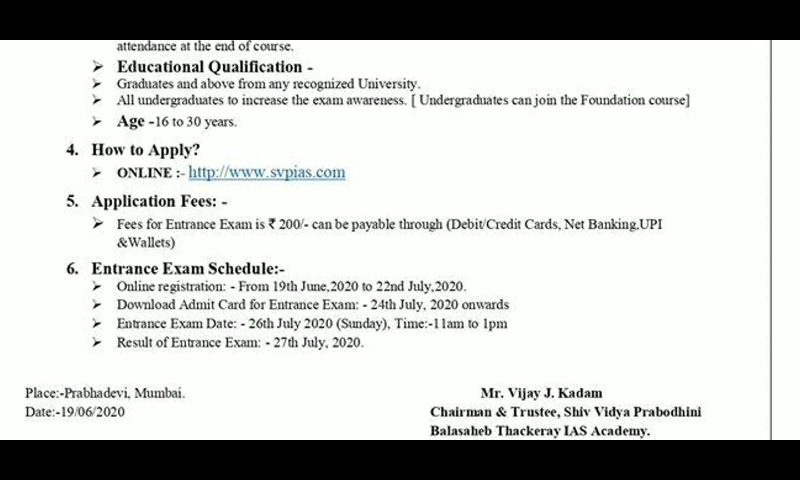 attendance at the end of course.
➢ Educational Qualification -
➢ Graduates and above from any recognized University.
➢ All undergraduates to increase the exam awareness. [ Undergraduates can join the Foundation course]
➢ Age -16 to 30 years.
4. How to Apply?
➢ ONLINE :- http://www.svpias.com
5. Application Fees: -
➢ Fees for Entrance Exam is ₹ 200/- can be payable through (Debit/Credit Cards, Net Banking,UPI
&Wallets)
6. Entrance Exam Schedule:-
➢ Online registration: - From 19th June,2020 to 22nd July,2020.
➢ Download Admit Card for Entrance Exam: - 24th July, 2020 onwards
➢ Entrance Exam Date: - 26th July 2020 (Sunday), Time:-11am to 1pm
➢ Result of Entrance Exam: - 27th July, 2020.
Place:-Prabhadevi, Mumbai.
Date:-19/06/2020
Mr. Vijay J. Kadam
Chairman & Trustee, Shiv Vidya Prabodhini
Balasaheb Thackeray IAS Academy.